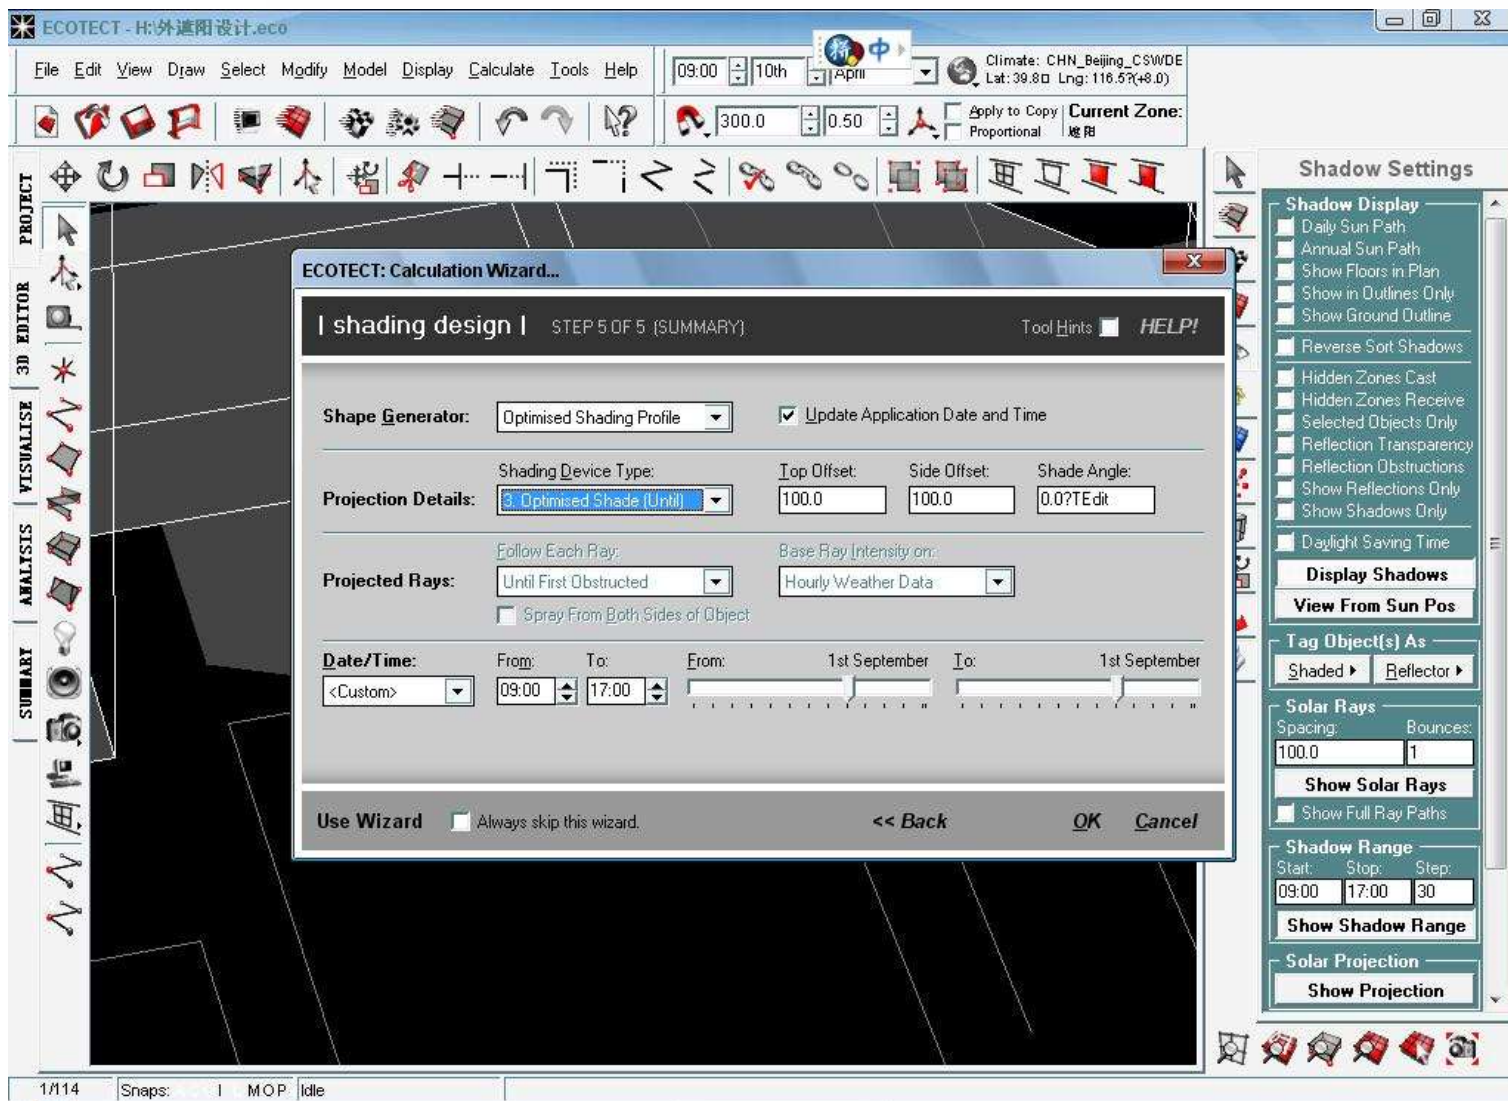 ECOTECT - H:\外遮阳设计.eco
File Edit View Draw Select Modify Model Display Calculate Tools Help
09:00 10th April
中
Climate: CHN_Beijing_CSWDE
Lat: 39.8□ Lng: 116.5?(+8.0)
300.0 0.50
Apply to Copy
Proportional
Current Zone:
遮阳
PROJECT
3D EDITOR
VISUALISE
ANALYSIS
SUMMARY
ECOTECT: Calculation Wizard...
| shading design | STEP 5 OF 5 (SUMMARY) Tool Hints HELP!
Shape Generator: Optimised Shading Profile Update Application Date and Time
Shading Device Type: Top Offset: Side Offset: Shade Angle:
Projection Details: 3. Optimised Shade (Until) 100.0 100.0 0.0?TEdit
Follow Each Ray: Base Ray Intensity on:
Projected Rays: Until First Obstructed Hourly Weather Data
Spray From Both Sides of Object
Date/Time: From: To: From: 1st September To: 1st September
<Custom> 09:00 17:00
Use Wizard Always skip this wizard. << Back OK Cancel
Shadow Settings
Shadow Display
Daily Sun Path
Annual Sun Path
Show Floors in Plan
Show in Outlines Only
Show Ground Outline
Reverse Sort Shadows
Hidden Zones Cast
Hidden Zones Receive
Selected Objects Only
Reflection Transparency
Reflection Obstructions
Show Reflections Only
Show Shadows Only
Daylight Saving Time
Display Shadows
View From Sun Pos
Tag Object(s) As
Shaded Reflector
Solar Rays
Spacing: Bounces:
100.0 1
Show Solar Rays
Show Full Ray Paths
Shadow Range
Start: Stop: Step:
09:00 17:00 30
Show Shadow Range
Solar Projection
Show Projection
1/114 Snaps: I MOP Idle